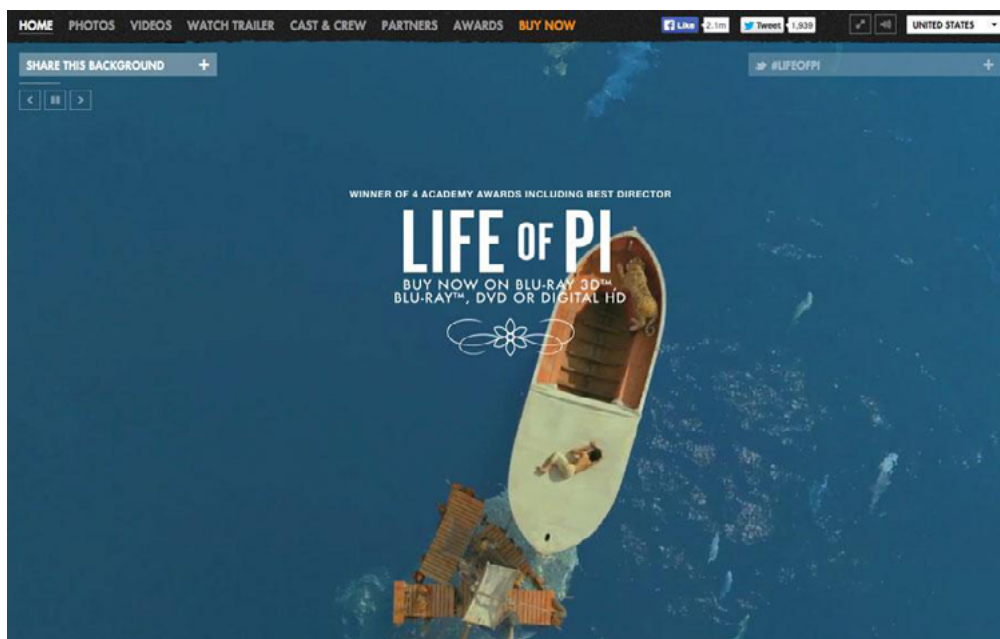 HOME PHOTOS VIDEOS WATCH TRAILER CAST & CREW PARTNERS AWARDS BUY NOW Like 2.1m Tweet 1,939 UNITED STATES
SHARE THIS BACKGROUND + #LIFEOFPI +
WINNER OF 4 ACADEMY AWARDS INCLUDING BEST DIRECTOR
LIFE OF PI
BUY NOW ON BLU-RAY 3D™,
BLU-RAY™, DVD OR DIGITAL HD